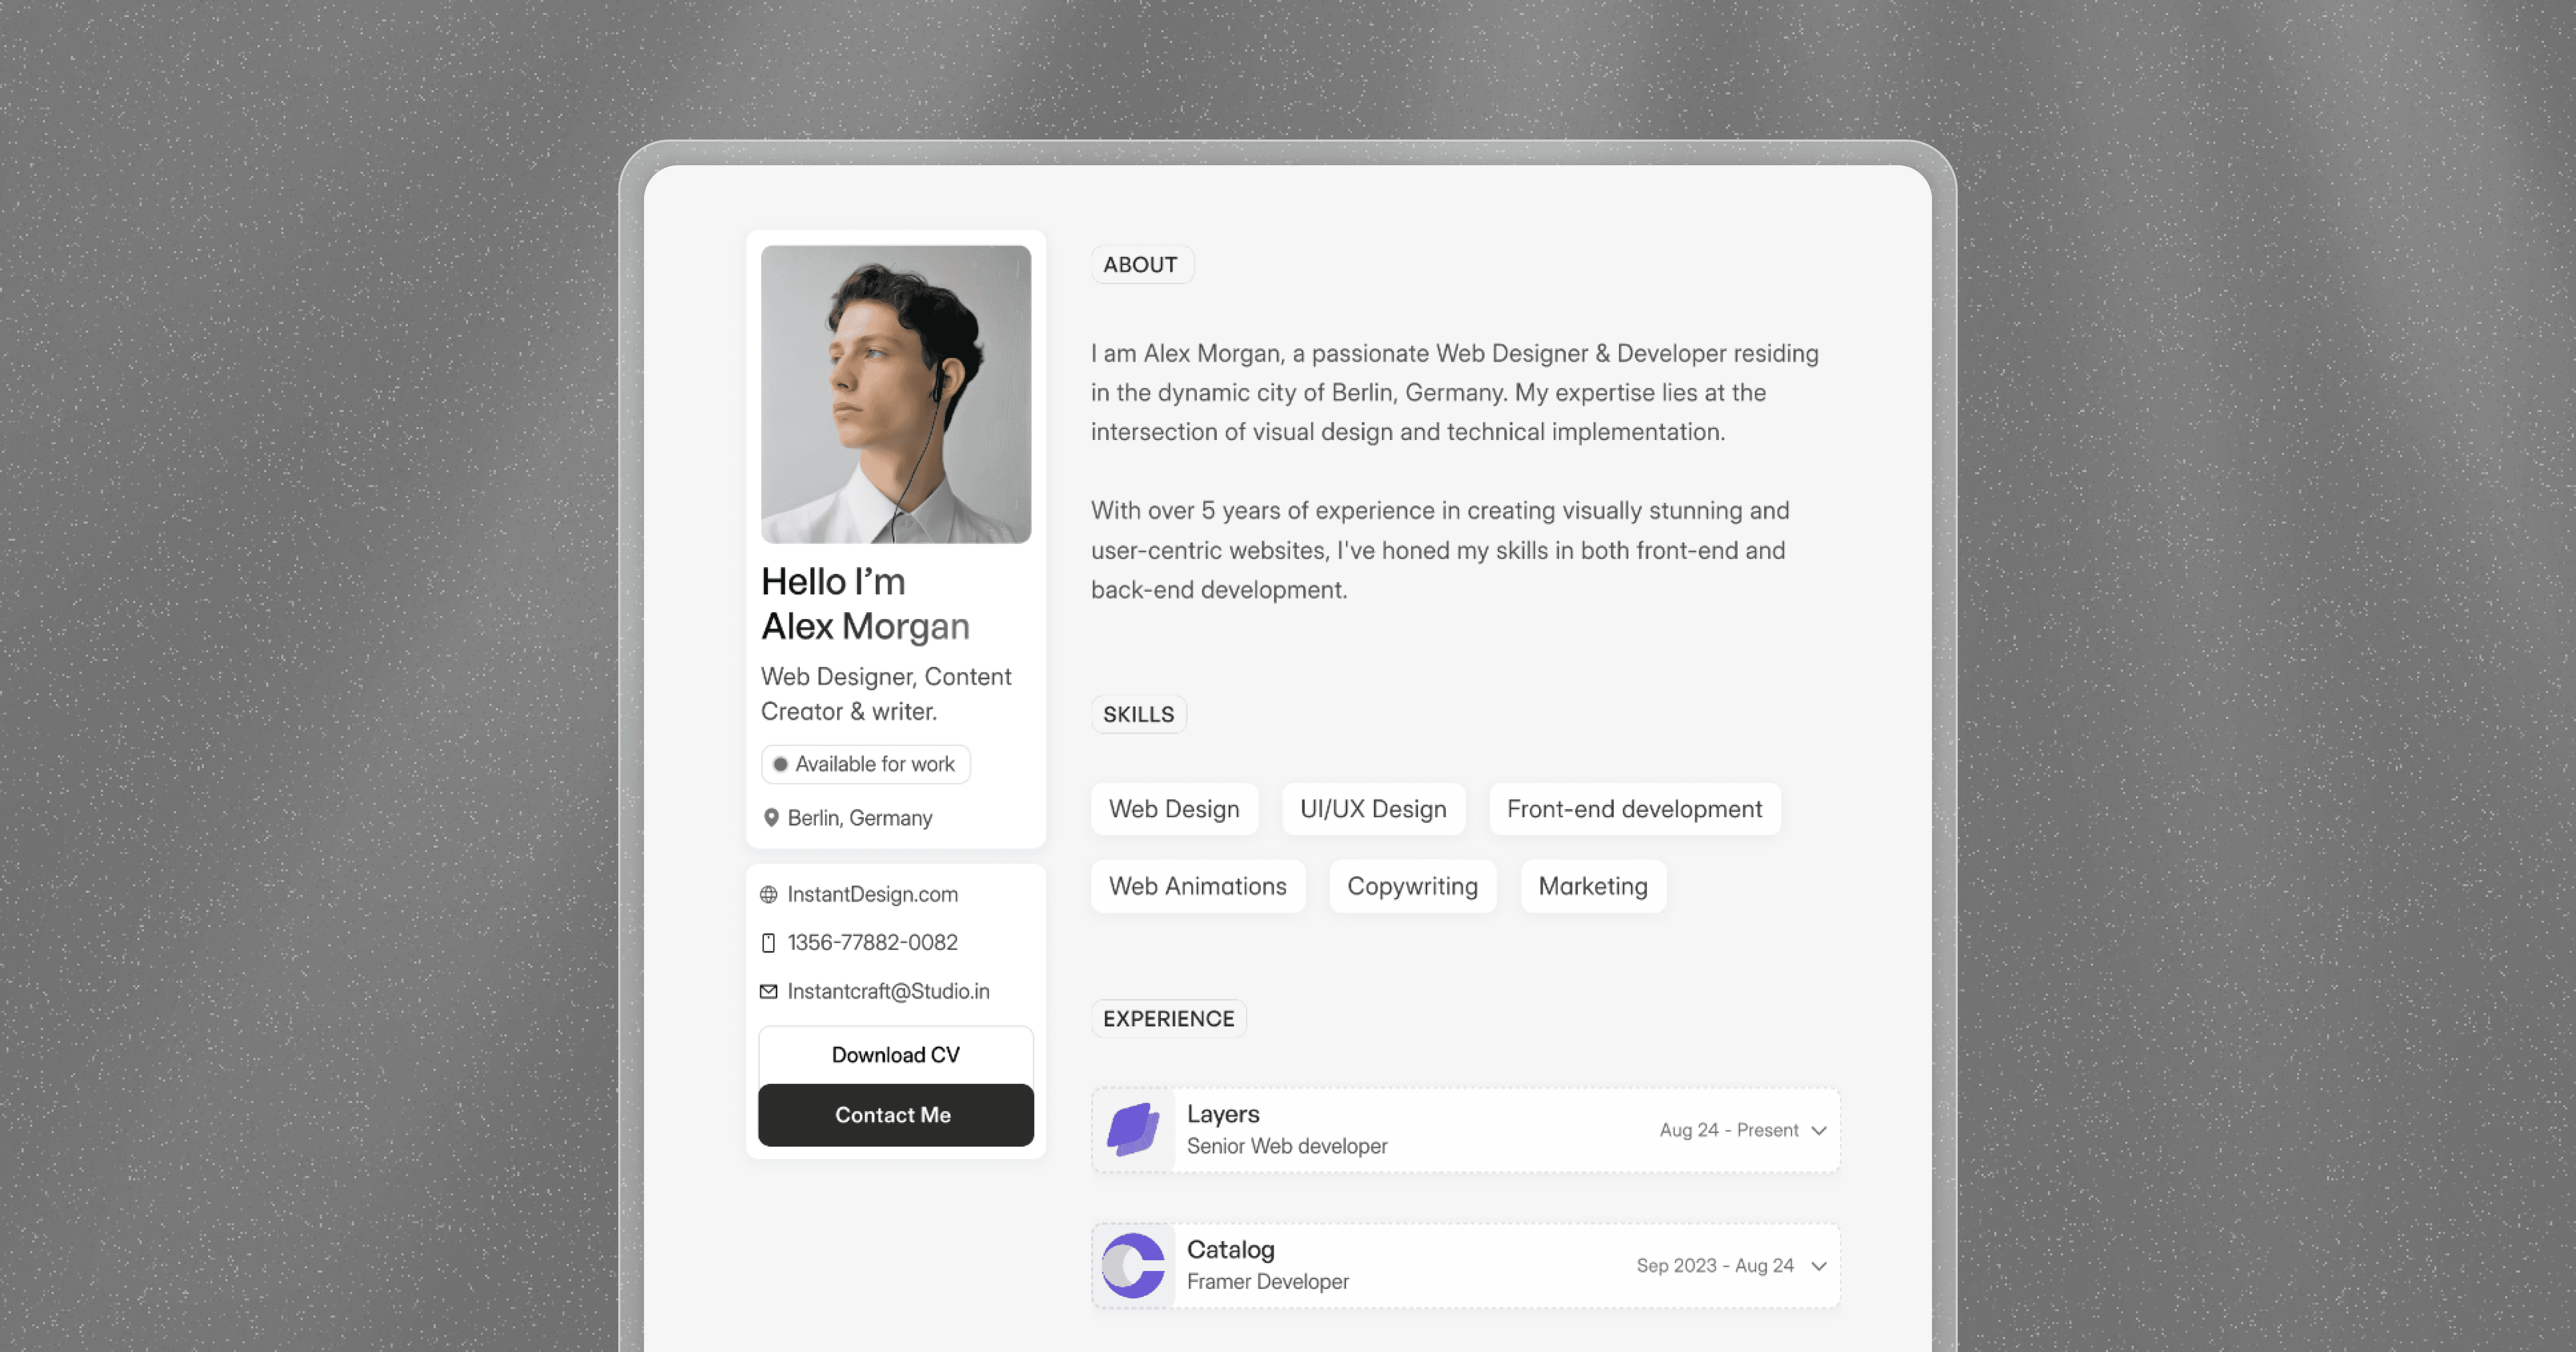 Hello I’m
Alex Morgan
Web Designer, Content
Creator & writer.
Available for work
Berlin, Germany
InstantDesign.com
1356-77882-0082
Instantcraft@Studio.in
Download CV
Contact Me
ABOUT
I am Alex Morgan, a passionate Web Designer & Developer residing
in the dynamic city of Berlin, Germany. My expertise lies at the
intersection of visual design and technical implementation.
With over 5 years of experience in creating visually stunning and
user-centric websites, I've honed my skills in both front-end and
back-end development.
SKILLS
Web Design
UI/UX Design
Front-end development
Web Animations
Copywriting
Marketing
EXPERIENCE
Layers
Senior Web developer
Aug 24 - Present
Catalog
Framer Developer
Sep 2023 - Aug 24